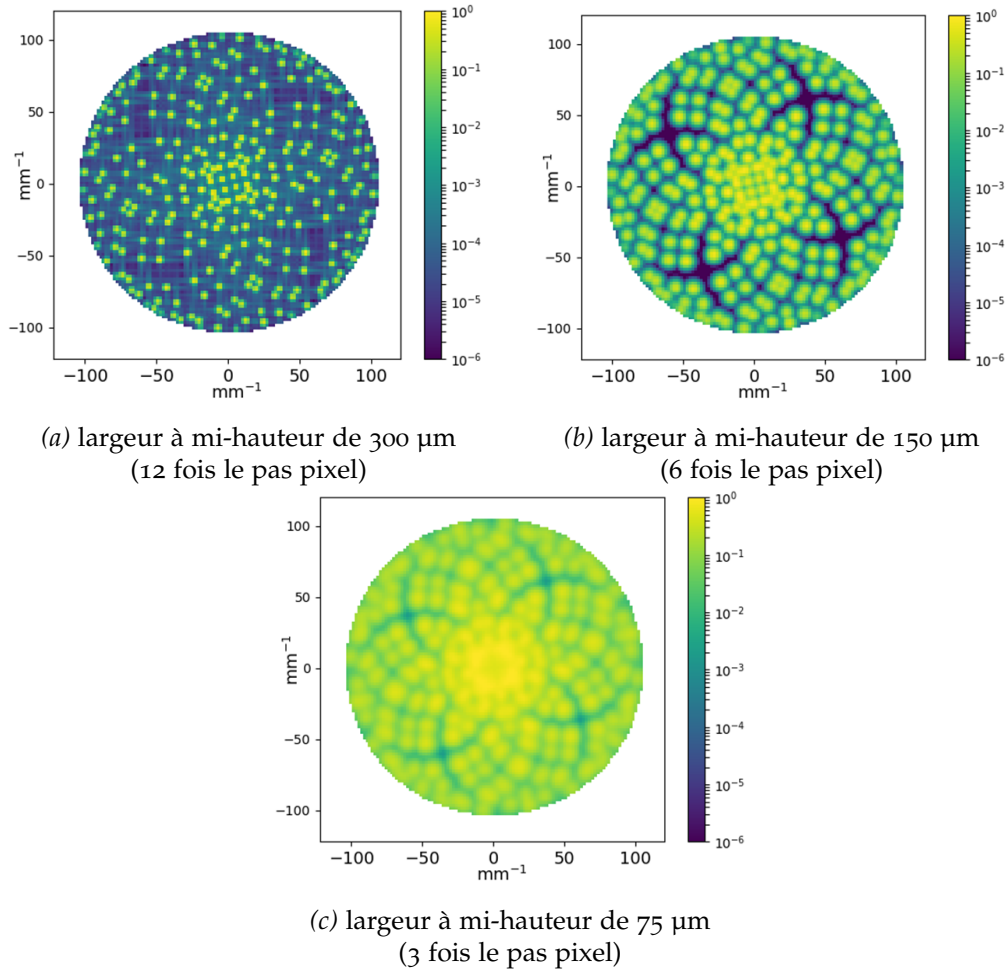 100
50
0
−50
−100
mm⁻¹
−100 −50 0 50 100
mm⁻¹
10⁰
10⁻¹
10⁻²
10⁻³
10⁻⁴
10⁻⁵
10⁻⁶
(a) largeur à mi-hauteur de 300 µm
(12 fois le pas pixel)
100
50
0
−50
−100
mm⁻¹
−100 −50 0 50 100
mm⁻¹
10⁰
10⁻¹
10⁻²
10⁻³
10⁻⁴
10⁻⁵
10⁻⁶
(b) largeur à mi-hauteur de 150 µm
(6 fois le pas pixel)
100
50
0
−50
−100
mm⁻¹
−100 −50 0 50 100
mm⁻¹
10⁰
10⁻¹
10⁻²
10⁻³
10⁻⁴
10⁻⁵
10⁻⁶
(c) largeur à mi-hauteur de 75 µm
(3 fois le pas pixel)